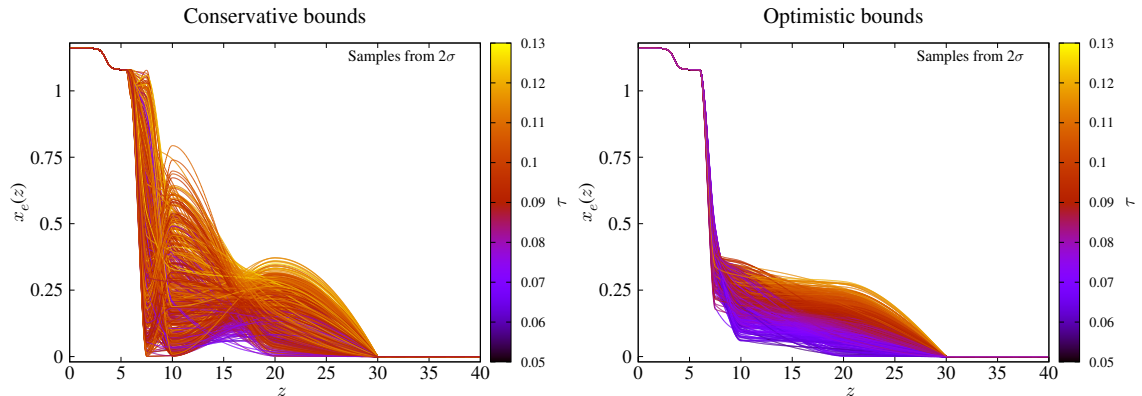 Conservative bounds
Samples from 2σ
x_e(z)
1
0.75
0.5
0.25
0
0 5 10 15 20 25 30 35 40
z
0.13
0.12
0.11
0.1
0.09
0.08
0.07
0.06
0.05
τ
Optimistic bounds
Samples from 2σ
x_e(z)
1
0.75
0.5
0.25
0
0 5 10 15 20 25 30 35 40
z
0.13
0.12
0.11
0.1
0.09
0.08
0.07
0.06
0.05
τ